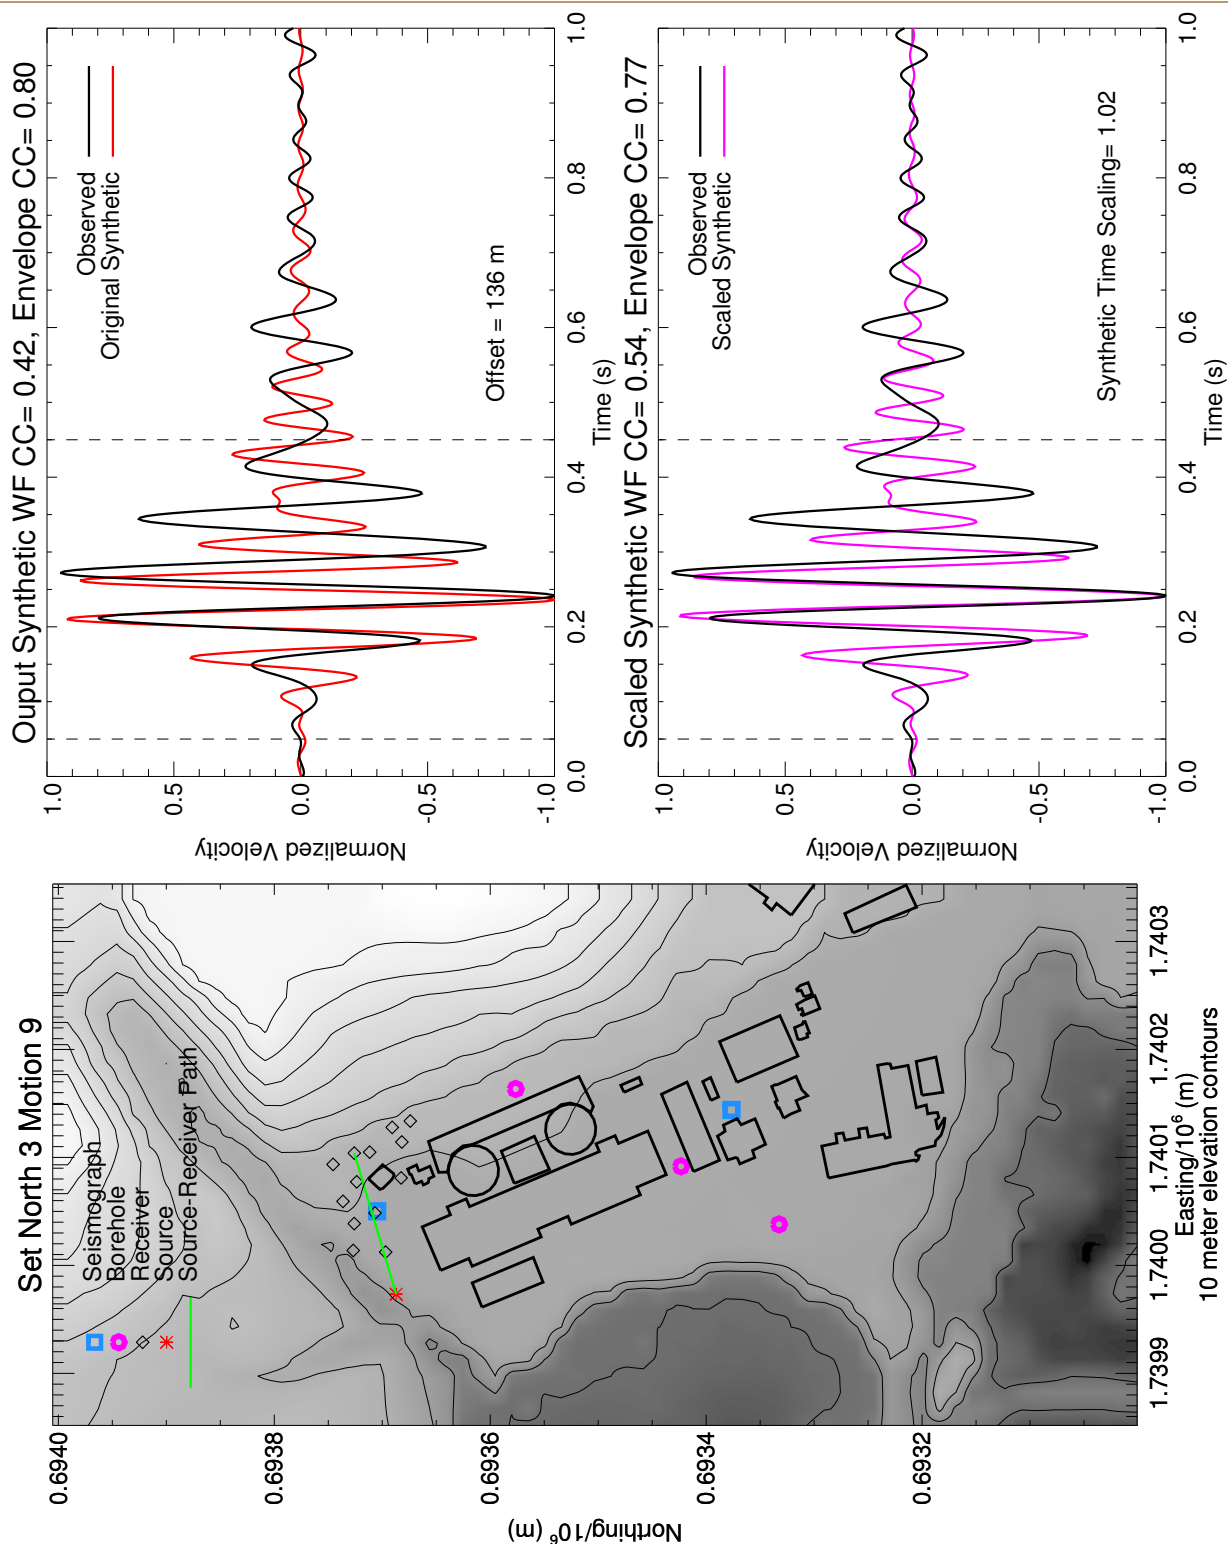 Set North 3 Motion 9
Seismograph
Borehole
Receiver
Source
Source-Receiver Path
0.6940
0.6938
0.6936
0.6934
0.6932
Northing/10⁶ (m)
1.7399
1.7400
1.7401
1.7402
1.7403
Easting/10⁶ (m)
10 meter elevation contours
Ouput Synthetic WF CC= 0.42, Envelope CC= 0.80
Observed
Original Synthetic
Offset = 136 m
1.0
0.5
0.0
-0.5
-1.0
Normalized Velocity
0.0
0.2
0.4
0.6
0.8
1.0
Time (s)
Scaled Synthetic WF CC= 0.54, Envelope CC= 0.77
Observed
Scaled Synthetic
Synthetic Time Scaling= 1.02
1.0
0.5
0.0
-0.5
-1.0
Normalized Velocity
0.0
0.2
0.4
0.6
0.8
1.0
Time (s)